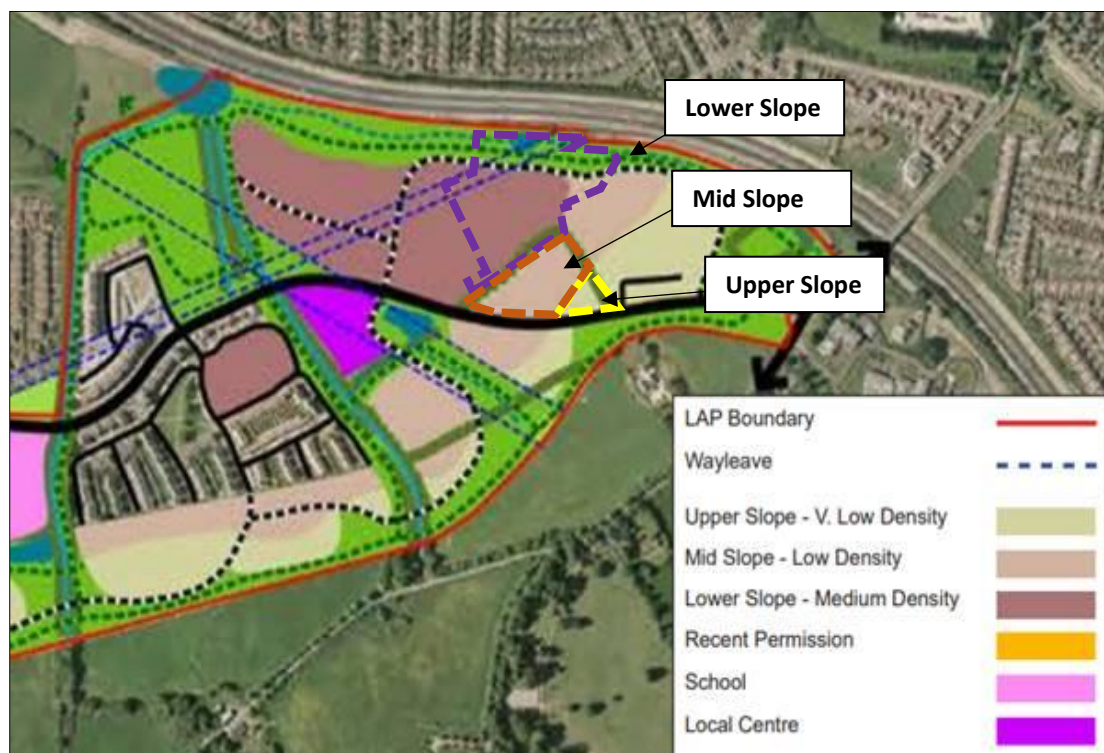 Lower Slope
Mid Slope
Upper Slope
LAP Boundary
Wayleave
Upper Slope - V. Low Density
Mid Slope - Low Density
Lower Slope - Medium Density
Recent Permission
School
Local Centre